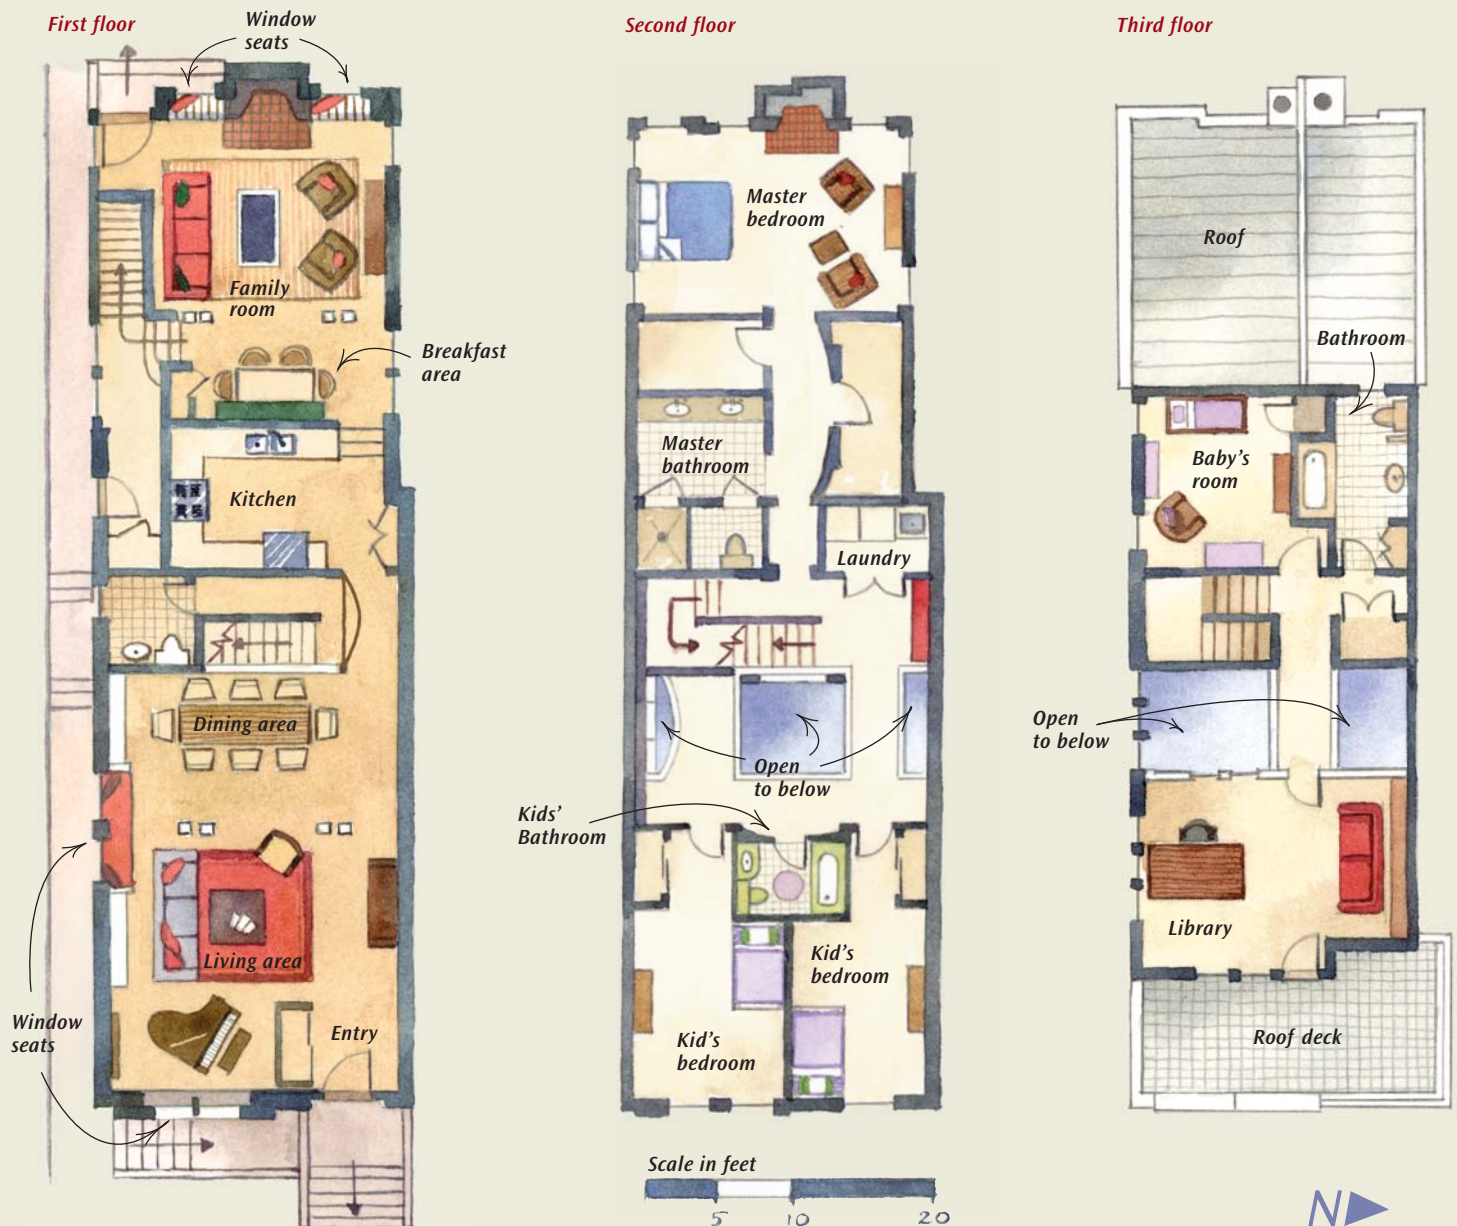 First floor
Window
seats
Family
room
Breakfast
area
Kitchen
Dining area
Living area
Window
seats
Entry
Second floor
Master
bedroom
Master
bathroom
Laundry
Open
to below
Kids'
Bathroom
Kid's
bedroom
Kid's
bedroom
Scale in feet
5 10 20
Third floor
Roof
Bathroom
Baby's
room
Open
to below
Library
Roof deck
N